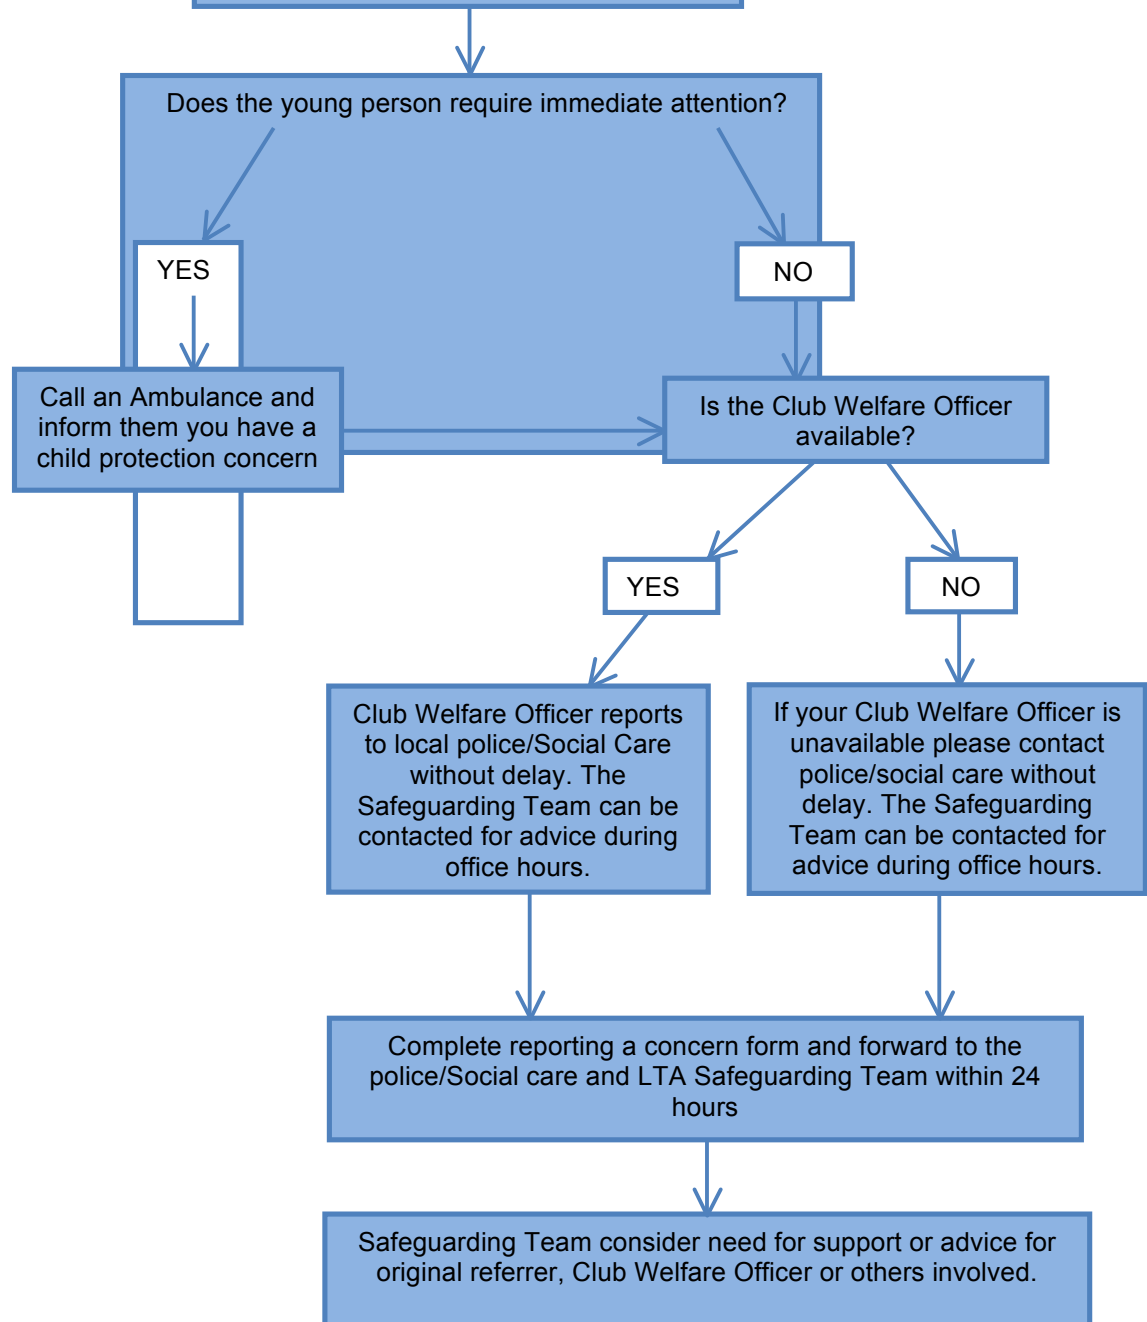 Does the young person require immediate attention?
YES
NO
Call an Ambulance and
inform them you have a
child protection concern
Is the Club Welfare Officer
available?
YES
NO
Club Welfare Officer reports
to local police/Social Care
without delay. The
Safeguarding Team can be
contacted for advice during
office hours.
If your Club Welfare Officer is
unavailable please contact
police/social care without
delay. The Safeguarding
Team can be contacted for
advice during office hours.
Complete reporting a concern form and forward to the
police/Social care and LTA Safeguarding Team within 24
hours
Safeguarding Team consider need for support or advice for
original referrer, Club Welfare Officer or others involved.